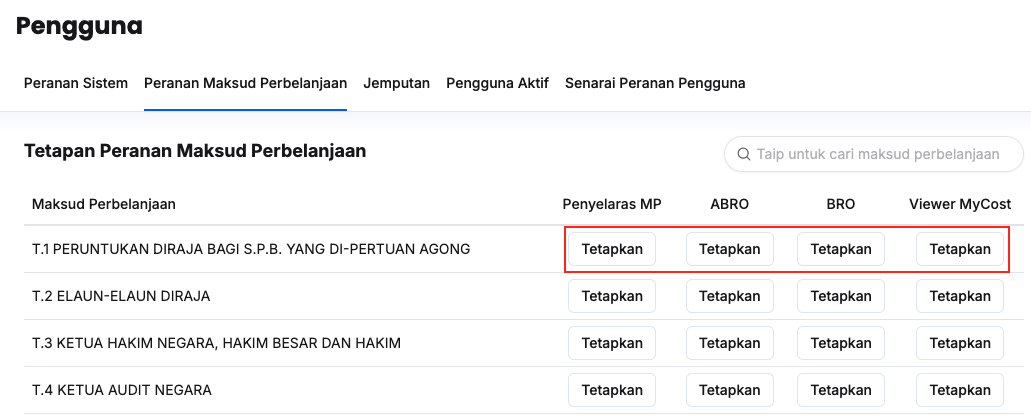 Pengguna
Peranan Sistem Peranan Maksud Perbelanjaan Jemputan Pengguna Aktif Senarai Peranan Pengguna
Tetapan Peranan Maksud Perbelanjaan Taip untuk cari maksud perbelanjaan
Maksud Perbelanjaan Penyelaras MP ABRO BRO Viewer MyCost
T.1 PERUNTUKAN DIRAJA BAGI S.P.B. YANG DI-PERTUAN AGONG Tetapkan Tetapkan Tetapkan Tetapkan
T.2 ELAUN-ELAUN DIRAJA Tetapkan Tetapkan Tetapkan Tetapkan
T.3 KETUA HAKIM NEGARA, HAKIM BESAR DAN HAKIM Tetapkan Tetapkan Tetapkan Tetapkan
T.4 KETUA AUDIT NEGARA Tetapkan Tetapkan Tetapkan Tetapkan